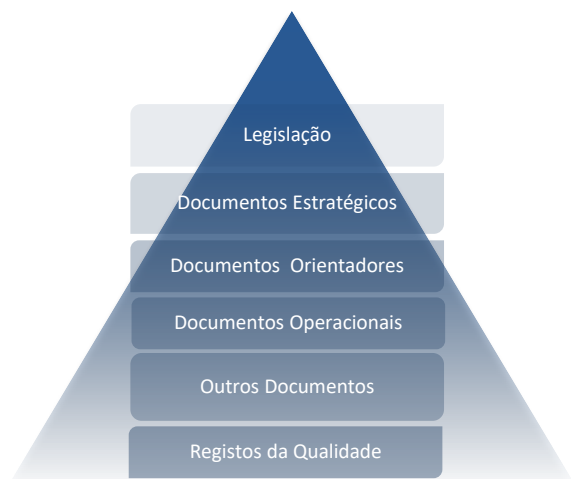 Legislação
Documentos Estratégicos
Documentos Orientadores
Documentos Operacionais
Outros Documentos
Registos da Qualidade